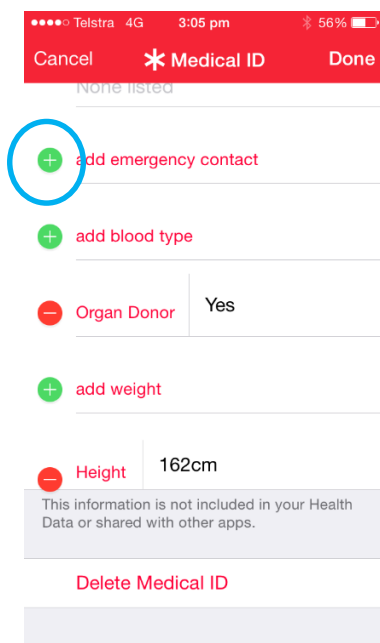 Telstra 4G 3:05 pm 56%
Cancel Medical ID Done
None listed
add emergency contact
add blood type
Organ Donor Yes
add weight
Height 162cm
This information is not included in your Health
Data or shared with other apps.
Delete Medical ID